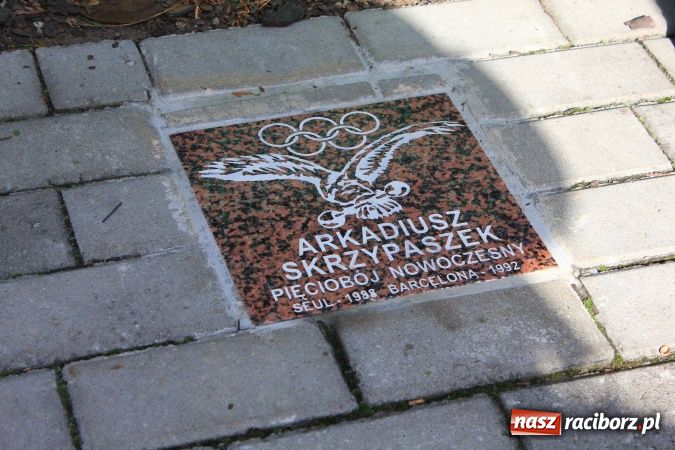 ARKADIUSZ
SKRZYPASZEK
PIĘCIOBÓJ NOWOCZESNY
SEUL - 1988 BARCELONA - 1992
nasz raciborz.pl